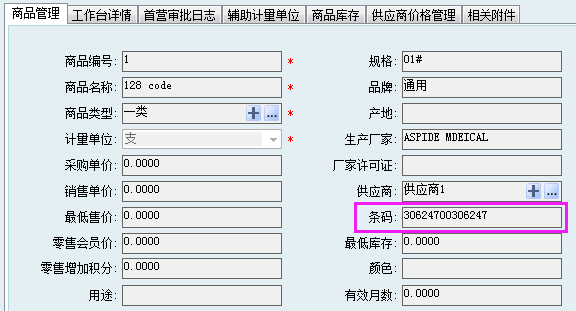 商品管理 工作台详情 首营审批日志 辅助计量单位 商品库存 供应商价格管理 相关附件
商品编号: 1 * 规格: 01#
商品名称: 128 code * 品牌: 通用
商品类型: 一类 * 产地:
计量单位: 支 * 生产厂家: ASPIDE MDEICAL
采购单价: 0.0000 厂家许可证:
销售单价: 0.0000 供应商: 供应商1
最低售价: 0.0000 条码: 30624700306247
零售会员价: 0.0000 最低库存: 0.0000
零售增加积分: 0.0000 颜色:
用途: 有效月数: 0.0000